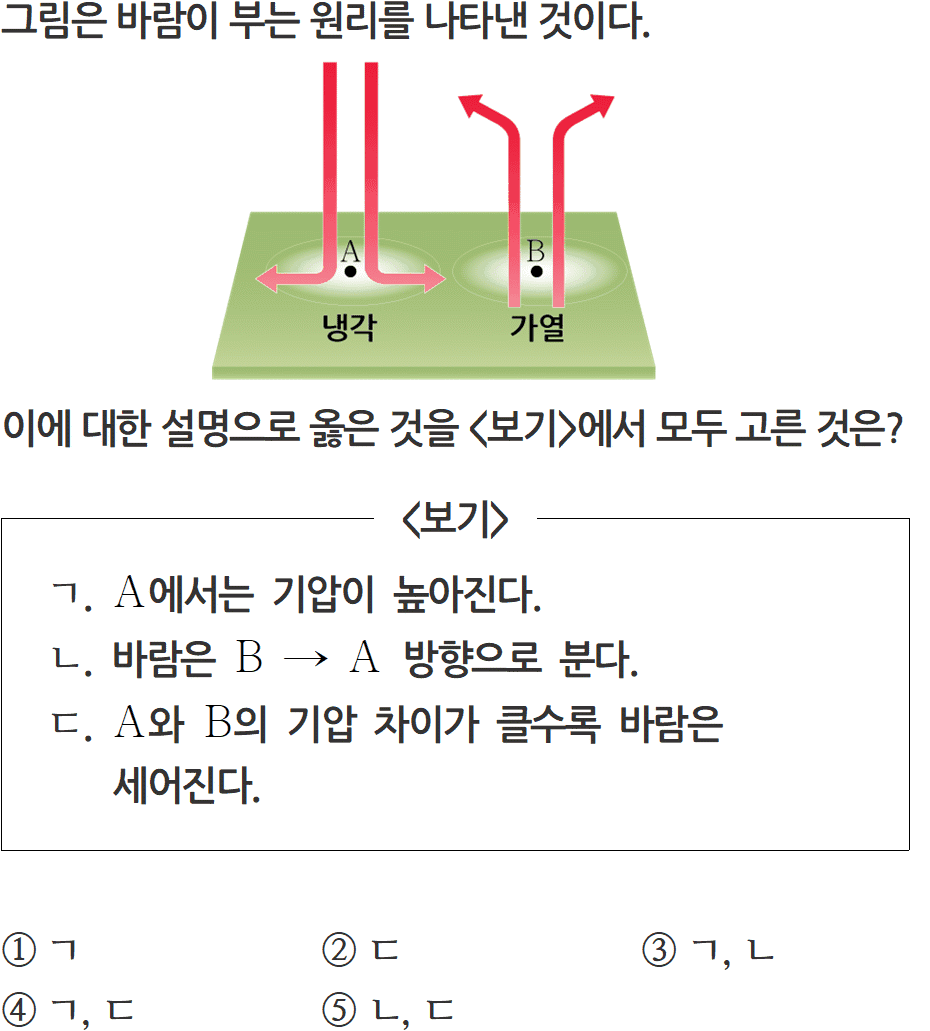 그림은 바람이 부는 원리를 나타낸 것이다.
A
B
냉각
가열
이에 대한 설명으로 옳은 것을 <보기>에서 모두 고른 것은?
<보기>
ㄱ. A에서는 기압이 높아진다.
ㄴ. 바람은 B → A 방향으로 분다.
ㄷ. A와 B의 기압 차이가 클수록 바람은
세어진다.
① ㄱ ② ㄷ ③ ㄱ, ㄴ
④ ㄱ, ㄷ ⑤ ㄴ, ㄷ